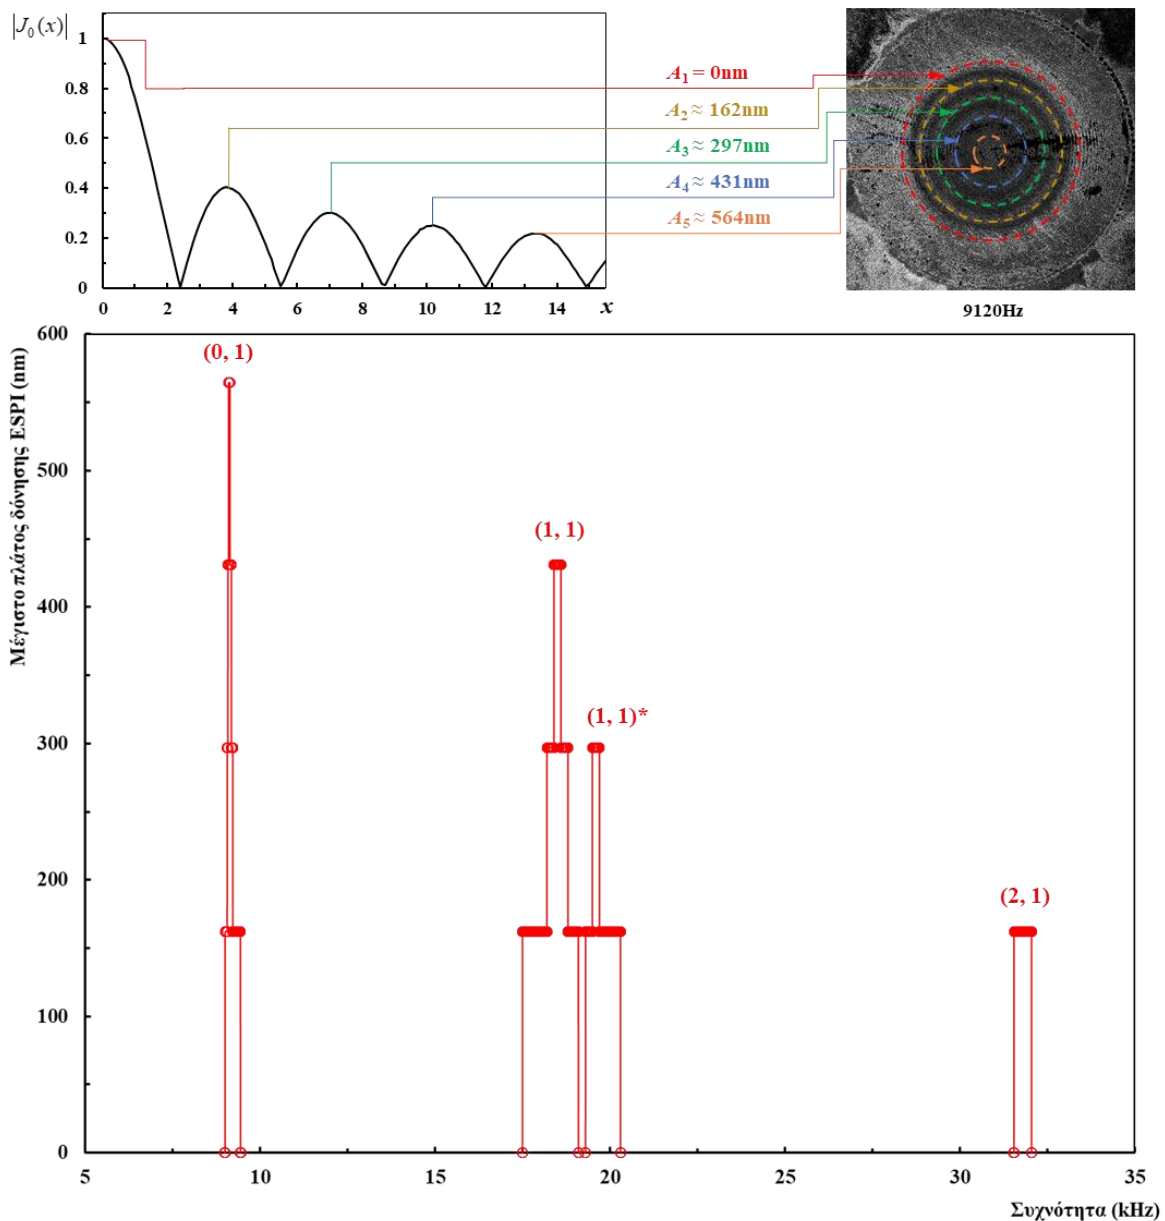 |J₀(x)|
1
0.8
0.6
0.4
0.2
0
0 2 4 6 8 10 12 14 x
A₁ = 0nm
A₂ ≈ 162nm
A₃ ≈ 297nm
A₄ ≈ 431nm
A₅ ≈ 564nm
9120Hz
Μέγιστο πλάτος δόνησης ESPI (nm)
600
500
400
300
200
100
0
(0, 1)
(1, 1)
(1, 1)*
(2, 1)
5 10 15 20 25 30 35
Συχνότητα (kHz)